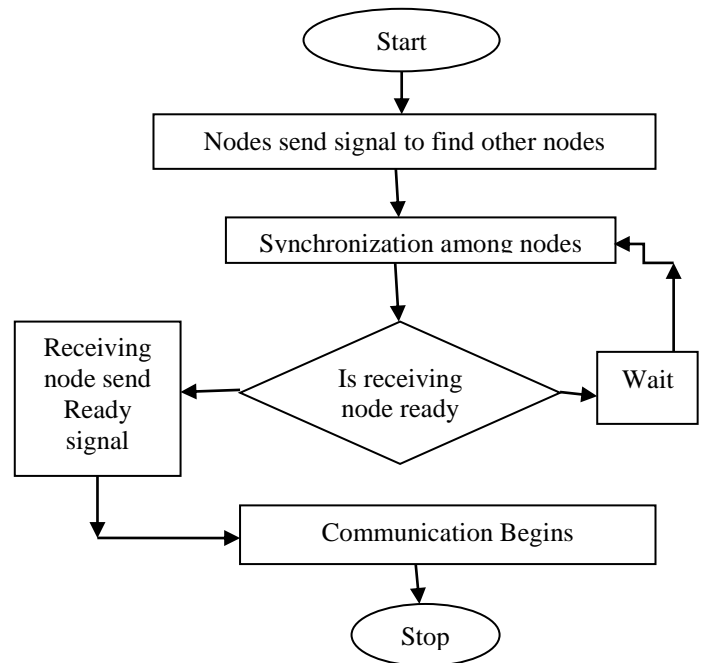 Start
Nodes send signal to find other nodes
Synchronization among nodes
Receiving
node send
Ready
signal
Is receiving
node ready
Wait
Communication Begins
Stop